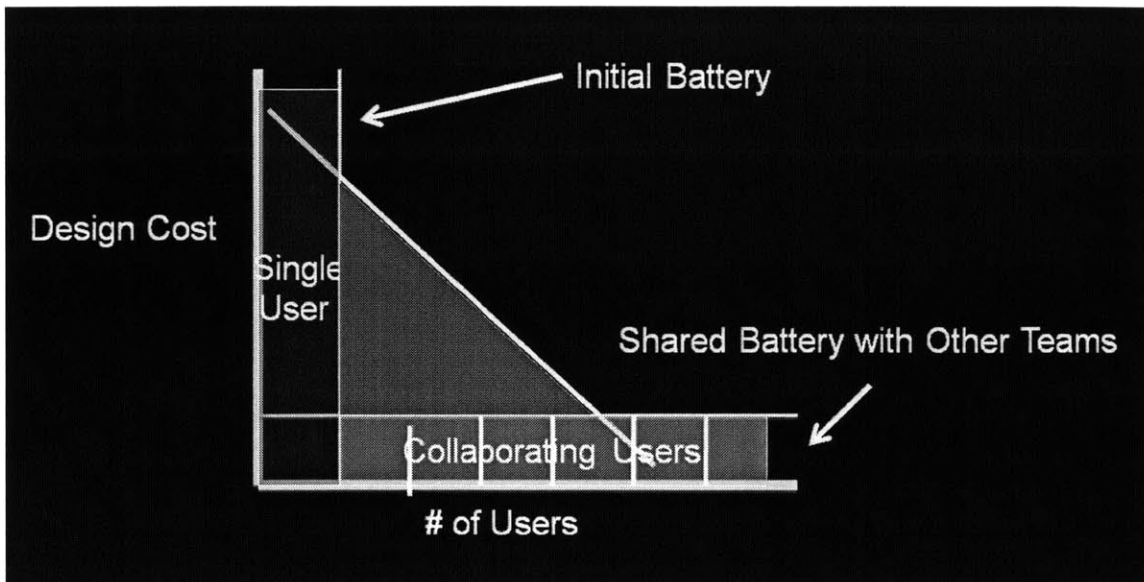 Initial Battery
Design Cost
Single
User
Shared Battery with Other Teams
Collaborating Users
# of Users